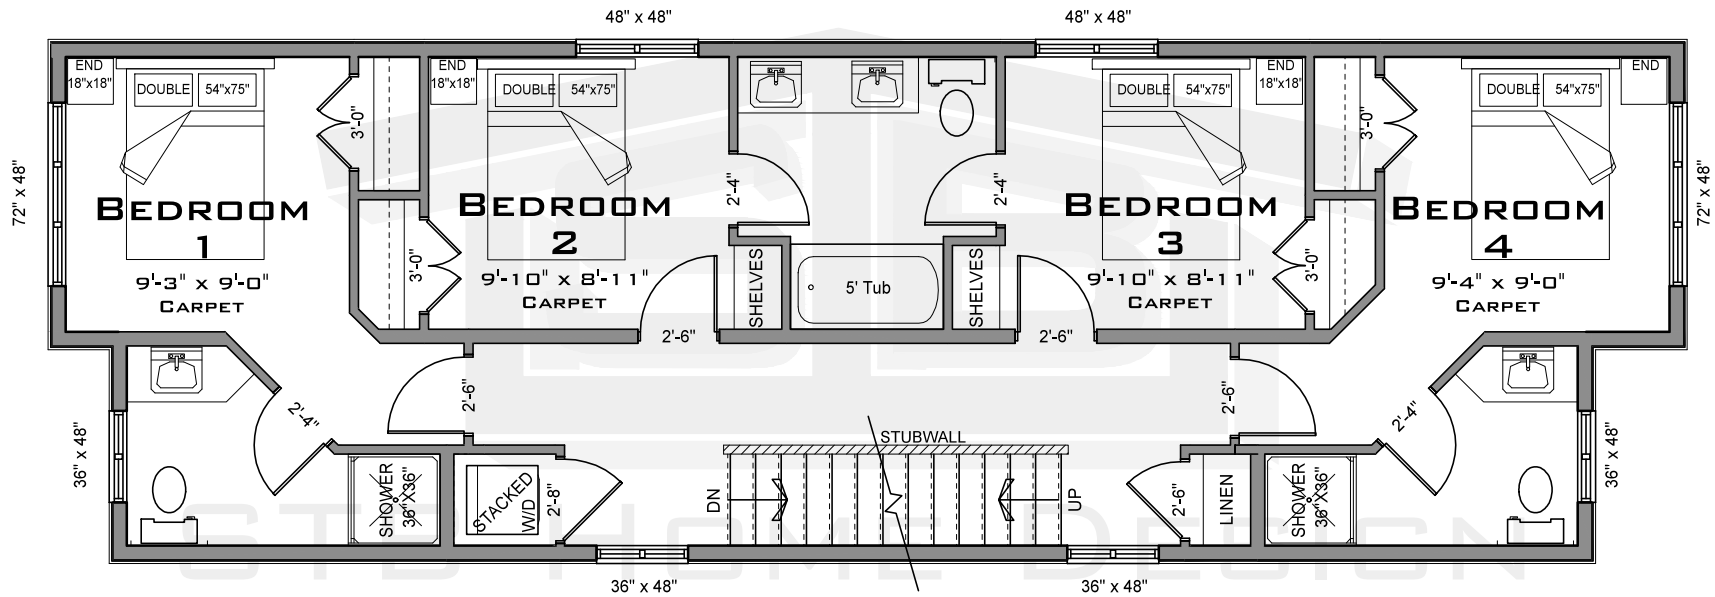 48" x 48"
48" x 48"
END
18"x18"
DOUBLE
54"x75"
END
18"x18"
DOUBLE
54"x75"
DOUBLE
54"x75"
END
18"x18"
DOUBLE
54"x75"
END
3'-0"
3'-0"
72" x 48"
72" x 48"
2'-4"
2'-4"
BEDROOM
1
9'-3" x 9'-0"
CARPET
BEDROOM
2
9'-10" x 8'-11"
CARPET
BEDROOM
3
9'-10" x 8'-11"
CARPET
BEDROOM
4
9'-4" x 9'-0"
CARPET
3'-0"
3'-0"
SHELVES
5' Tub
SHELVES
2'-6"
2'-6"
2'-6"
2'-6"
2'-4"
2'-4"
36" x 48"
36" x 48"
STUBWALL
SHOWER
36"X36"
STACKED
W/D
2'-8"
DN
UP
2'-6"
LINEN
SHOWER
36"X36"
STB HOME DESIGN
36" x 48"
36" x 48"